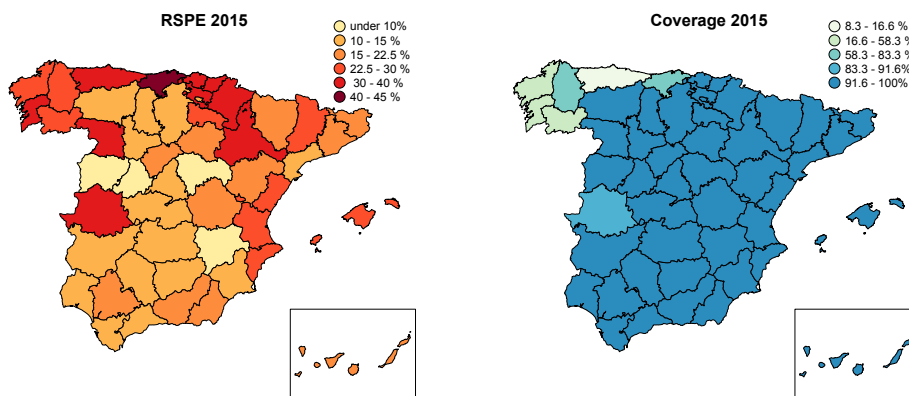 RSPE 2015
under 10%
10 - 15 %
15 - 22.5 %
22.5 - 30 %
30 - 40 %
40 - 45 %
Coverage 2015
8.3 - 16.6 %
16.6 - 58.3 %
58.3 - 83.3 %
83.3 - 91.6%
91.6 - 100%